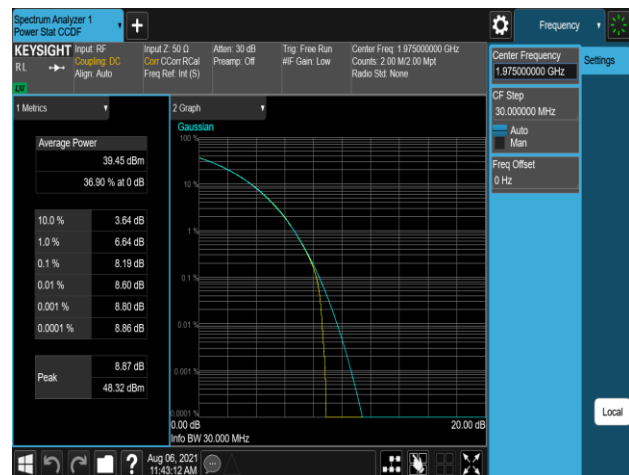 Spectrum Analyzer 1
Power Stat CCDF
Frequency
KEYSIGHT
RL
LV
Input: RF
Coupling: DC
Align: Auto
Input Z: 50 Ω
Corr CCorr RCal
Freq Ref: Int (S)
Atten: 30 dB
Preamp: Off
Trig: Free Run
#IF Gain: Low
Center Freq: 1.975000000 GHz
Counts: 2.00 M/2.00 Mpt
Radio Std: None
Center Frequency
1.975000000 GHz
Settings
CF Step
30.000000 MHz
Auto
Man
Freq Offset
0 Hz
1 Metrics
Average Power
39.45 dBm
36.90 % at 0 dB
10.0 % 3.64 dB
1.0 % 6.64 dB
0.1 % 8.19 dB
0.01 % 8.60 dB
0.001 % 8.80 dB
0.0001 % 8.86 dB
Peak
8.87 dB
48.32 dBm
2 Graph
Gaussian
100 %
10 %
1 %
0.1 %
0.01 %
0.001 %
0.0001 %
0.00 dB 20.00 dB
Info BW 30.000 MHz
Local
Aug 06, 2021
11:43:12 AM